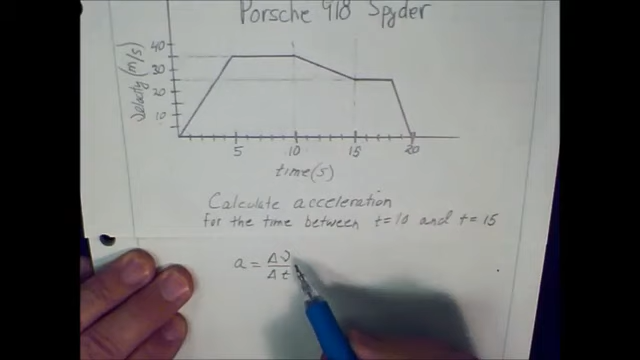 Porsche 918 Spyder
Velocity (m/s)
40
30
20
10
5
10
15
20
time(s)
Calculate acceleration
for the time between t=10 and t=15
a = Δv
Δt